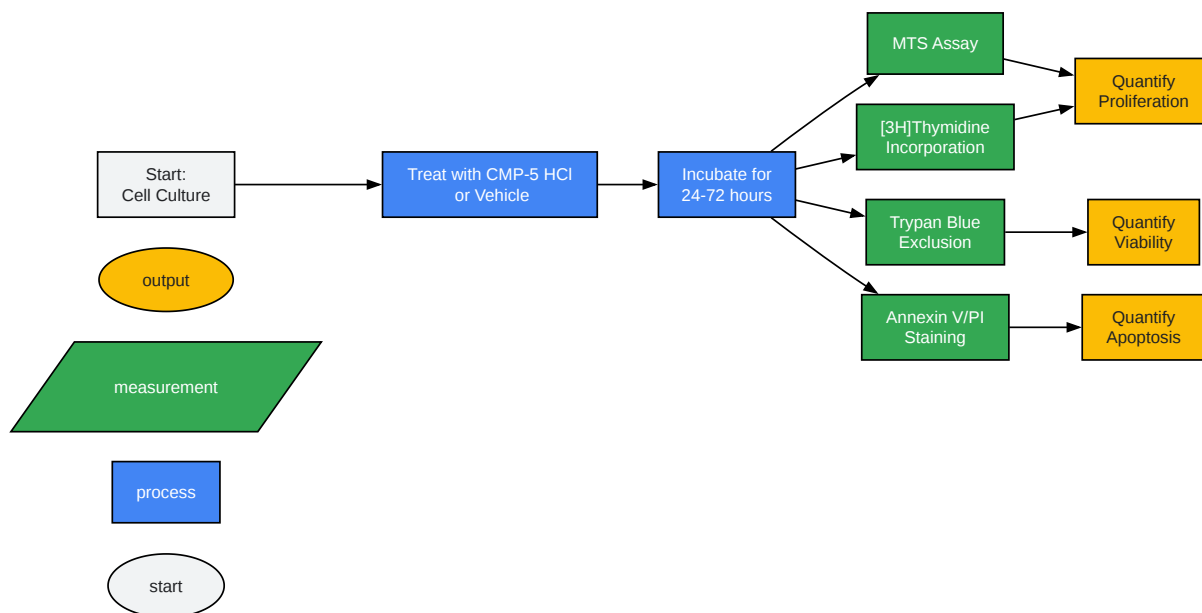 Start:
Cell Culture
Treat with CMP-5 HCl
or Vehicle
Incubate for
24-72 hours
MTS Assay
[3H]Thymidine
Incorporation
Trypan Blue
Exclusion
Annexin V/PI
Staining
Quantify
Proliferation
Quantify
Viability
Quantify
Apoptosis
output
measurement
process
start